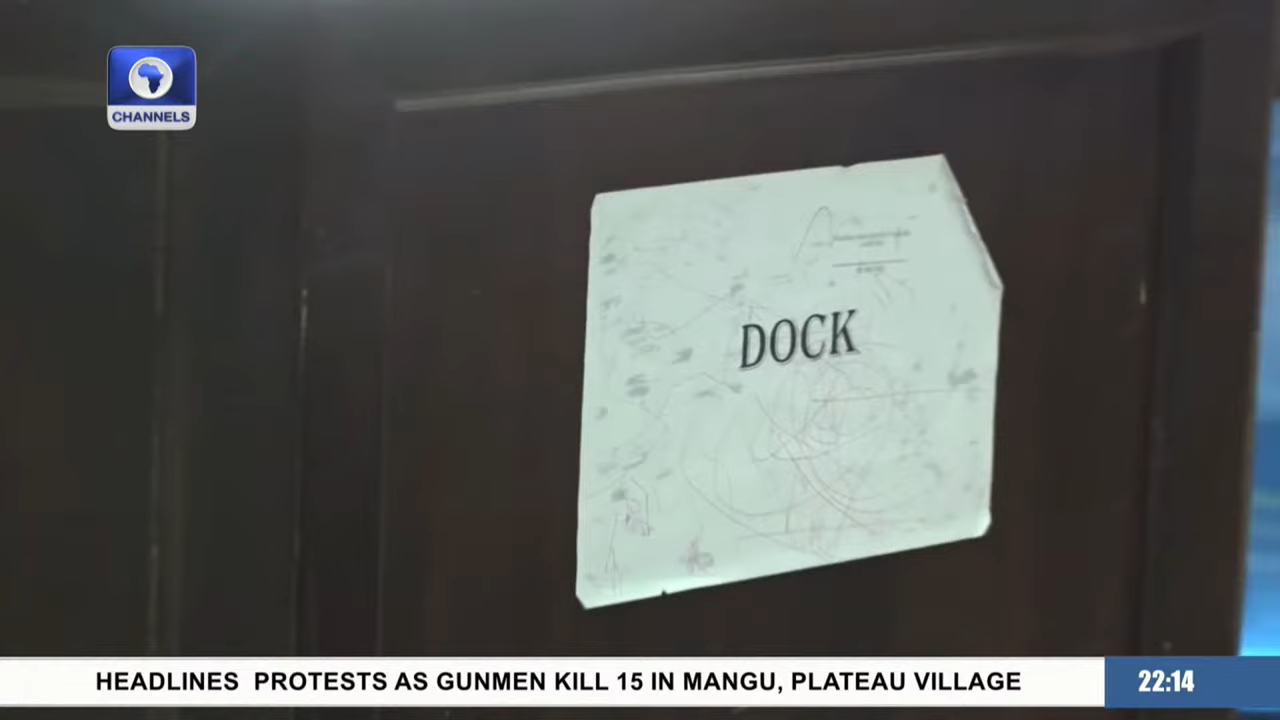 CHANNELS
DOCK
HEADLINES PROTESTS AS GUNMEN KILL 15 IN MANGU, PLATEAU VILLAGE
22:14